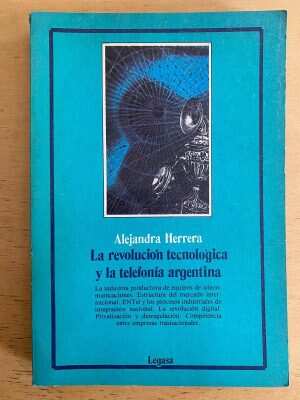 Alejandra Herrera
La revolución tecnológica
y la telefonía argentina
La industria productora de equipos de teleco-
municaciones. Estructura del mercado inter-
nacional. ENTel y los procesos industriales de
integración nacional. La revolución digital.
Privatización y desregulación. Competencia
entre empresas trasnacionales.
Legasa